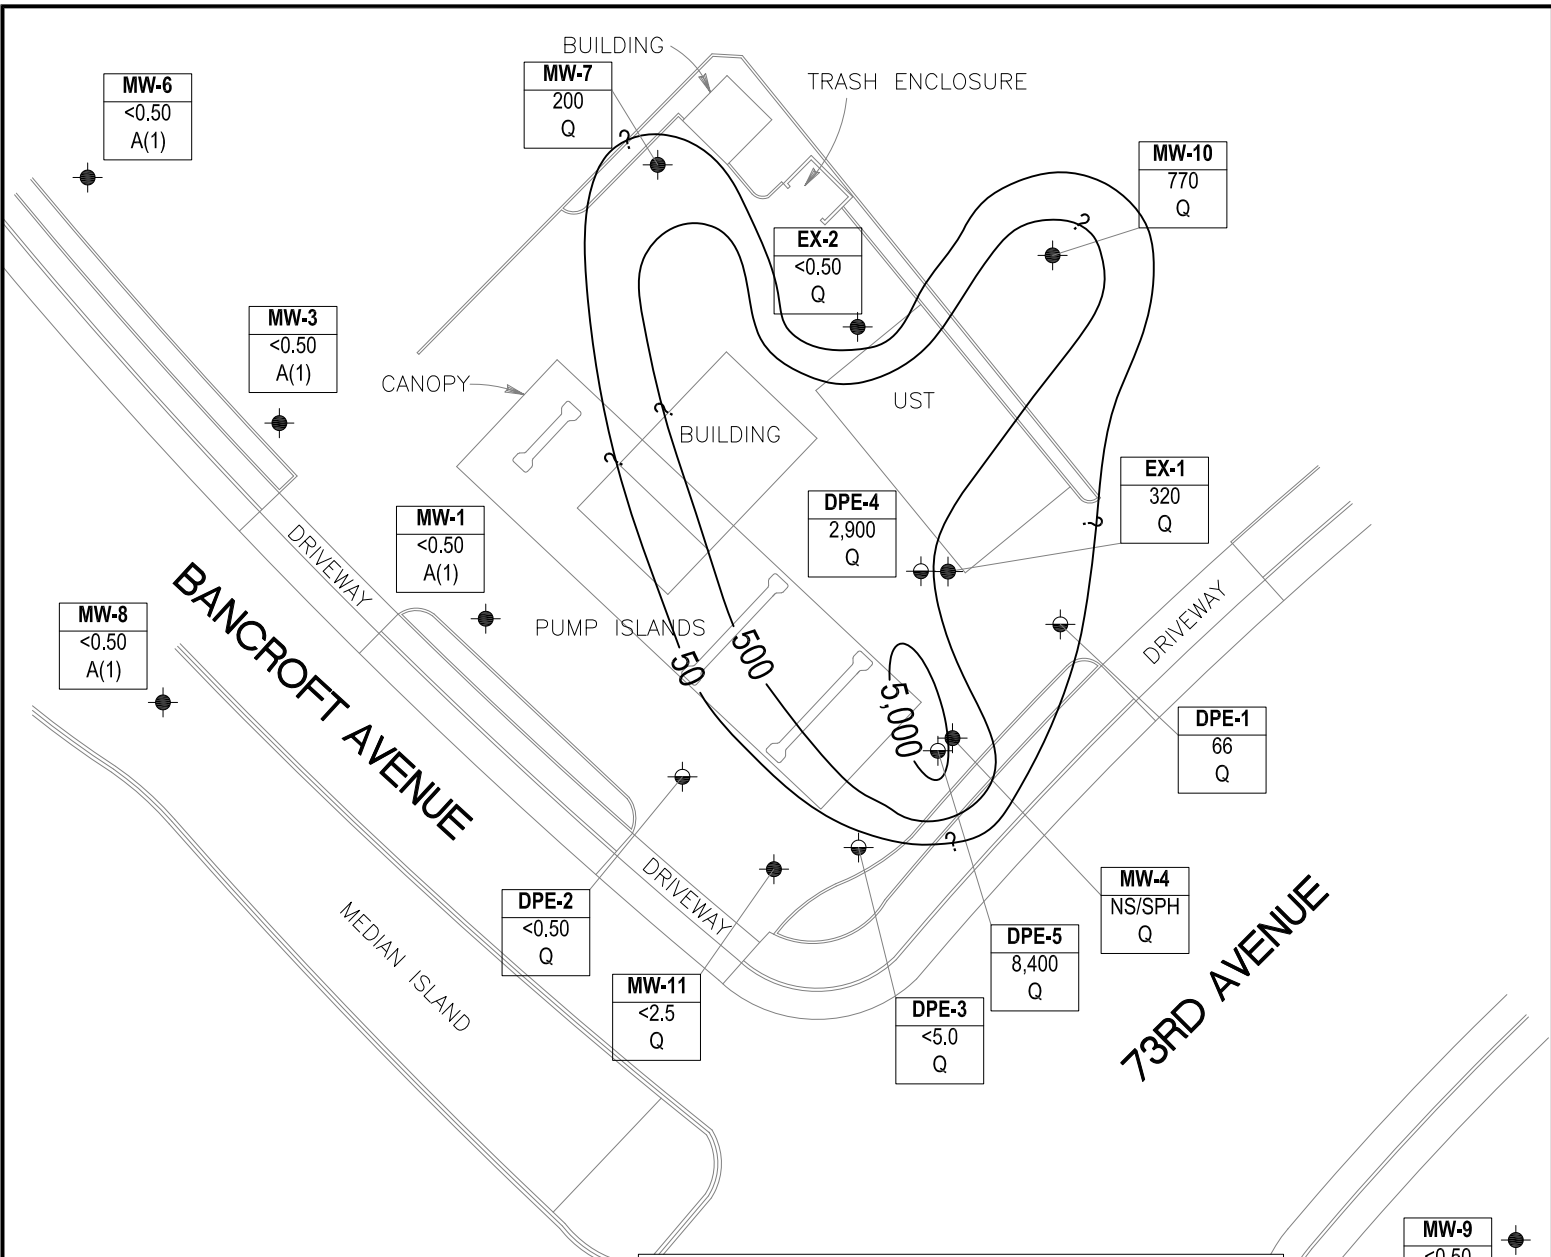 BUILDING
MW-7
200
Q
TRASH ENCLOSURE
MW-6
<0.50
A(1)
?
MW-10
770
Q
?
EX-2
<0.50
Q
MW-3
<0.50
A(1)
CANOPY
UST
?
BUILDING
?
EX-1
320
Q
DPE-4
2,900
Q
MW-1
<0.50
A(1)
?
DRIVEWAY
BANCROFT AVENUE
MW-8
<0.50
A(1)
PUMP ISLANDS
50
500
5,000
DRIVEWAY
DPE-1
66
Q
?
DRIVEWAY
MW-4
NS/SPH
Q
DPE-2
<0.50
Q
MEDIAN ISLAND
DPE-5
8,400
Q
73RD AVENUE
MW-11
<2.5
Q
DPE-3
<5.0
Q
MW-9
<0.50